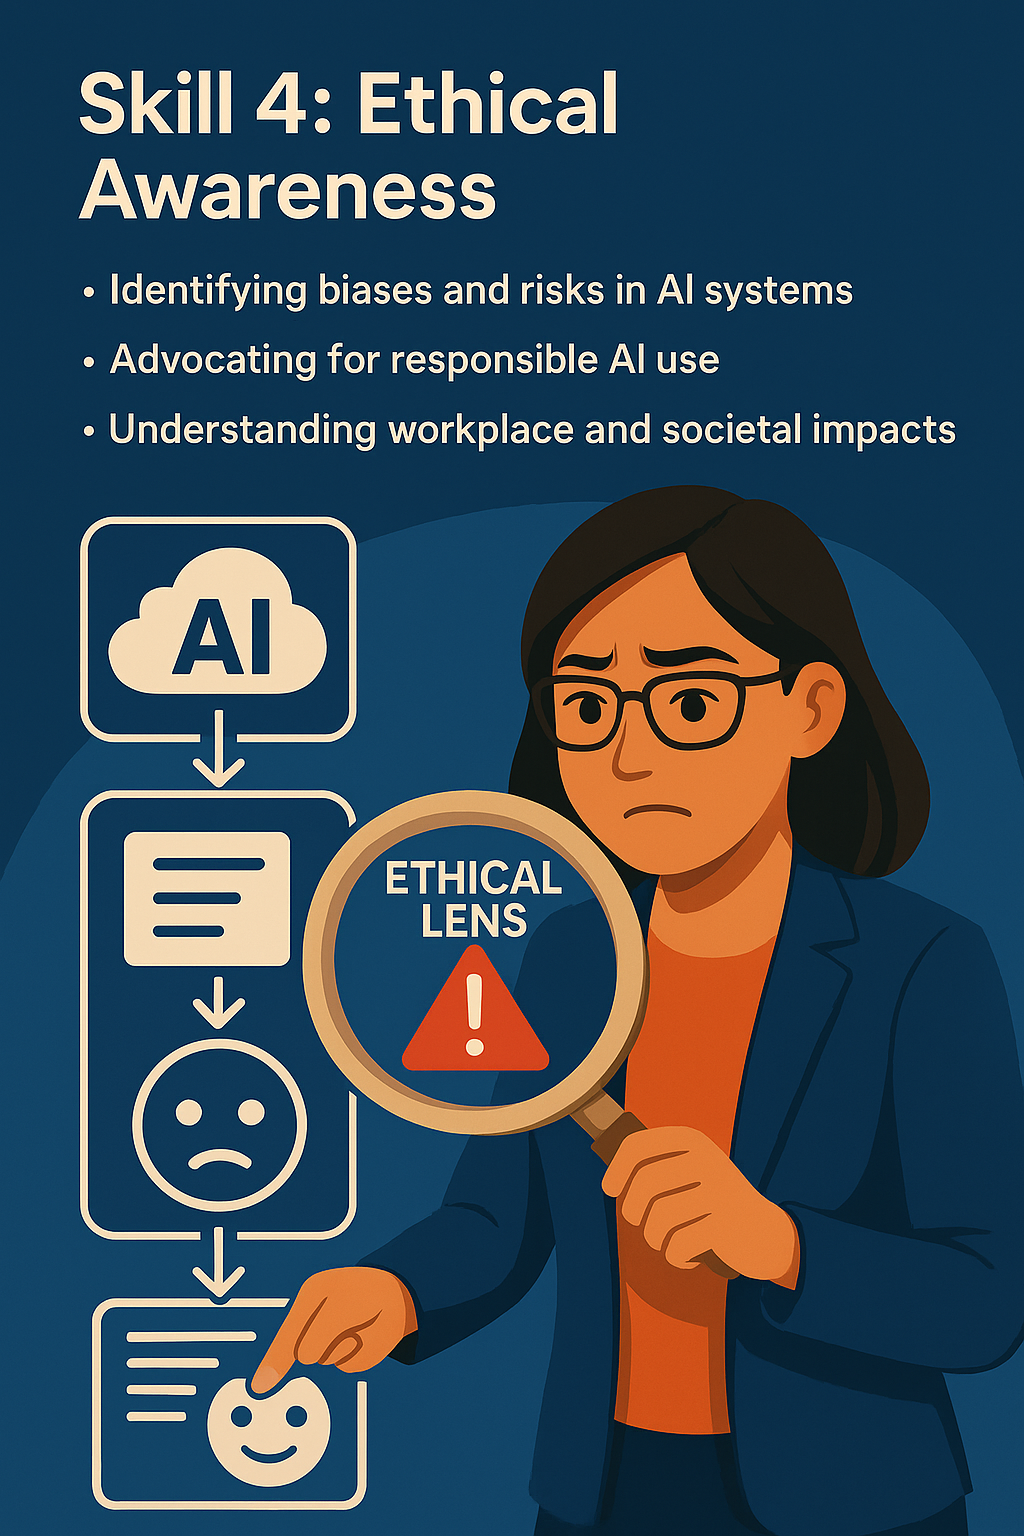 Skill 4: Ethical
Awareness
• Identifying biases and risks in AI systems
• Advocating for responsible AI use
• Understanding workplace and societal impacts
AI
ETHICAL
LENS
!